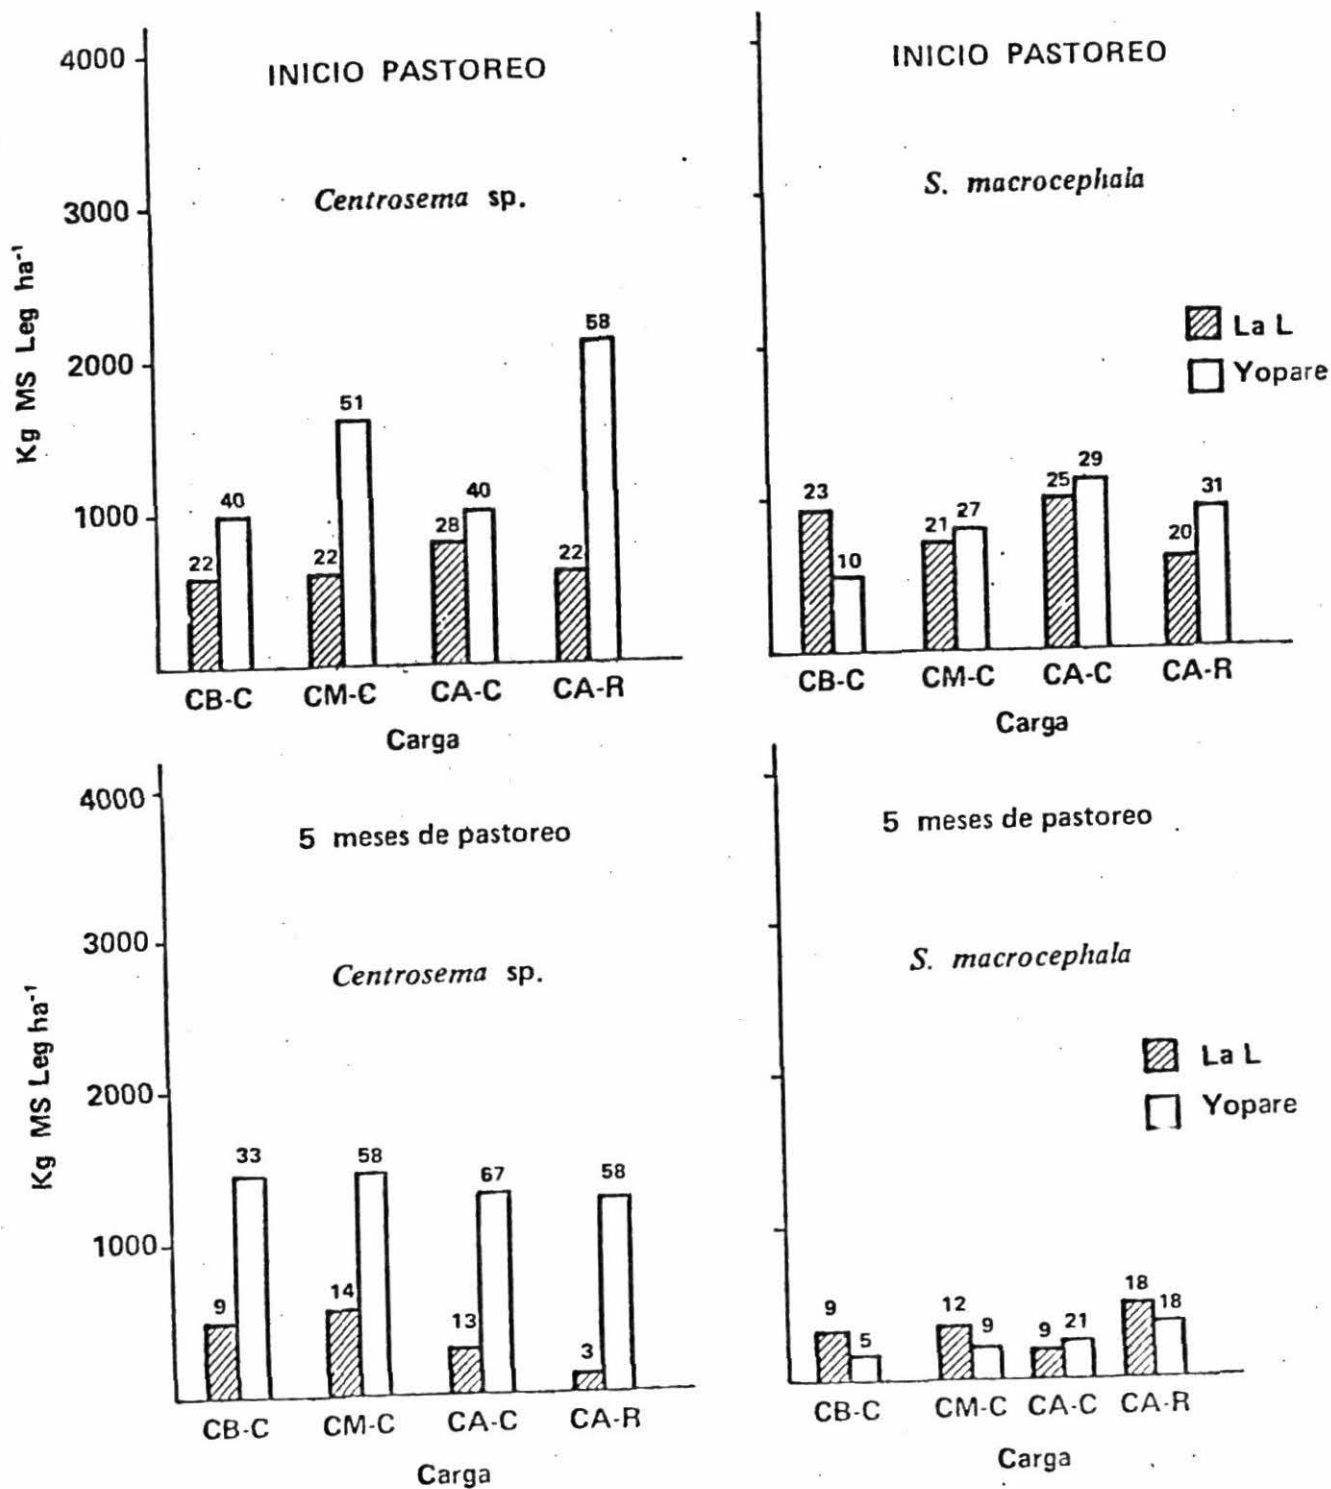 INICIO PASTOREO
Centrosema sp.
Kg MS Leg ha⁻¹
4000
3000
2000
1000
22
40
22
51
28
40
22
58
CB-C
CM-C
CA-C
CA-R
Carga
INICIO PASTOREO
S. macrocephala
La L
Yopare
23
10
21
27
25
29
20
31
CB-C
CM-C
CA-C
CA-R
Carga
5 meses de pastoreo
Centrosema sp.
Kg MS Leg ha⁻¹
4000
3000
2000
1000
9
33
14
58
13
67
3
58
CB-C
CM-C
CA-C
CA-R
Carga
5 meses de pastoreo
S. macrocephala
La L
Yopare
9
5
12
9
9
21
18
18
CB-C
CM-C
CA-C
CA-R
Carga